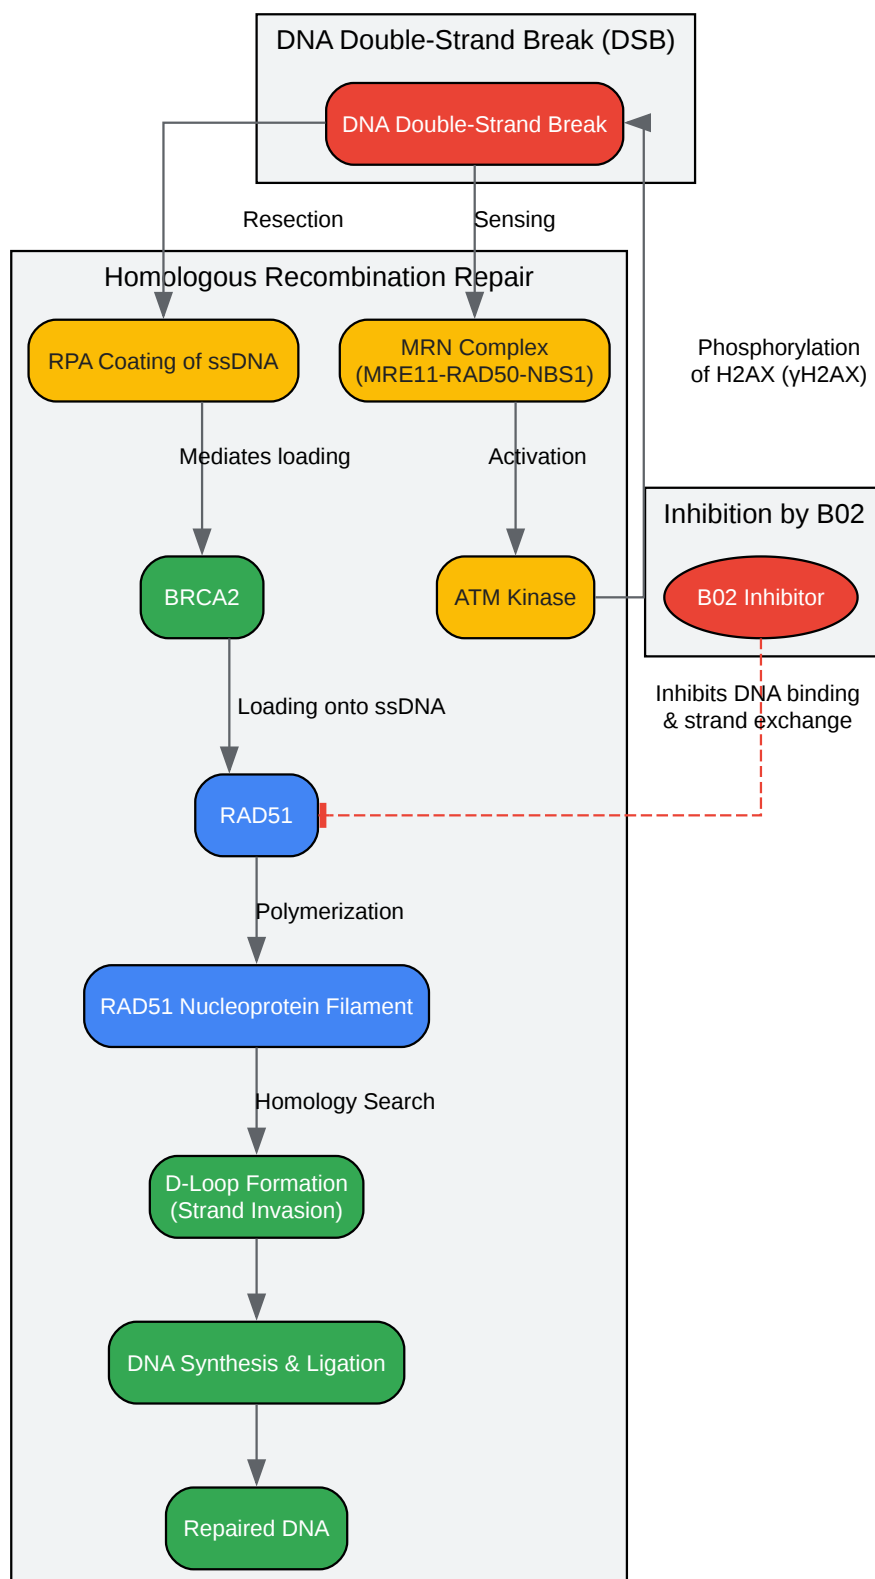 DNA Double-Strand Break (DSB)
DNA Double-Strand Break
Resection
Sensing
Homologous Recombination Repair
RPA Coating of ssDNA
MRN Complex
(MRE11-RAD50-NBS1)
Phosphorylation
of H2AX (γH2AX)
Mediates loading
Activation
Inhibition by B02
BRCA2
ATM Kinase
B02 Inhibitor
Loading onto ssDNA
Inhibits DNA binding
& strand exchange
RAD51
Polymerization
RAD51 Nucleoprotein Filament
Homology Search
D-Loop Formation
(Strand Invasion)
DNA Synthesis & Ligation
Repaired DNA